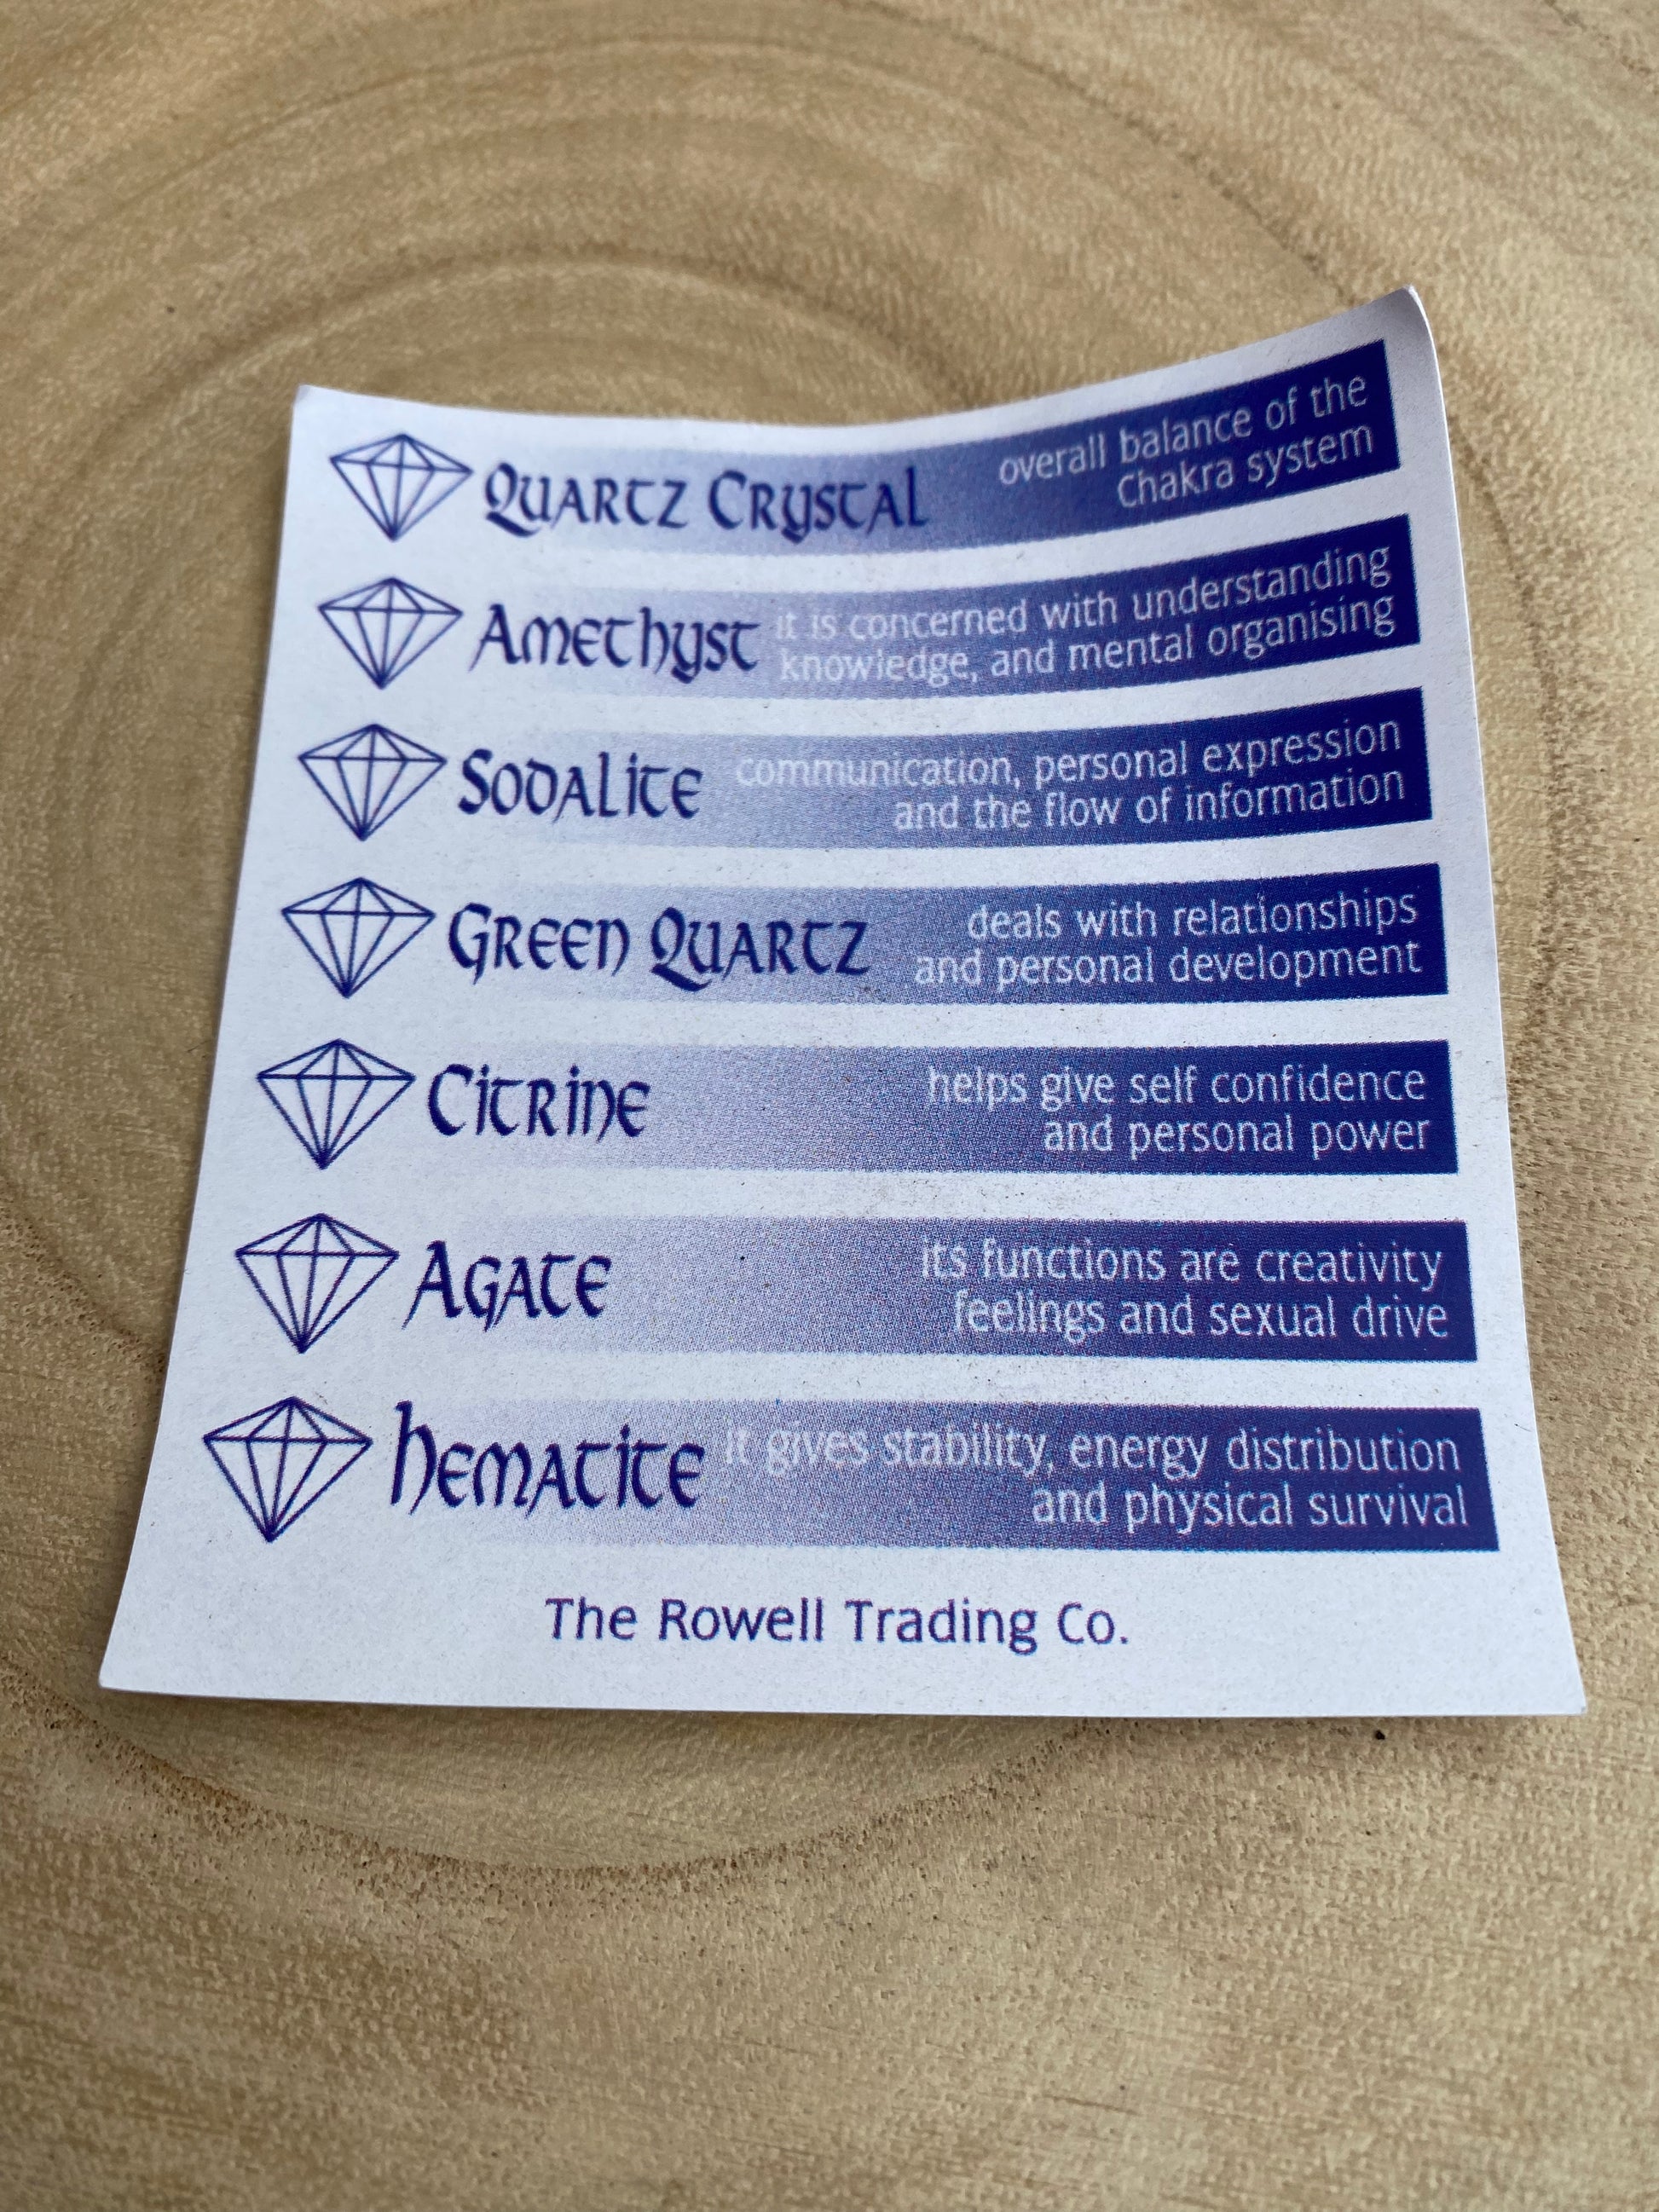 Quartz Crystal
overall balance of the
Chakra system
Amethyst
it is concerned with understanding
knowledge, and mental organising
Sodalite
communication, personal expression
and the flow of information
Green Quartz
deals with relationships
and personal development
Citrine
helps give self confidence
and personal power
Agate
its functions are creativity
feelings and sexual drive
Hematite
it gives stability, energy distribution
and physical survival
The Rowell Trading Co.